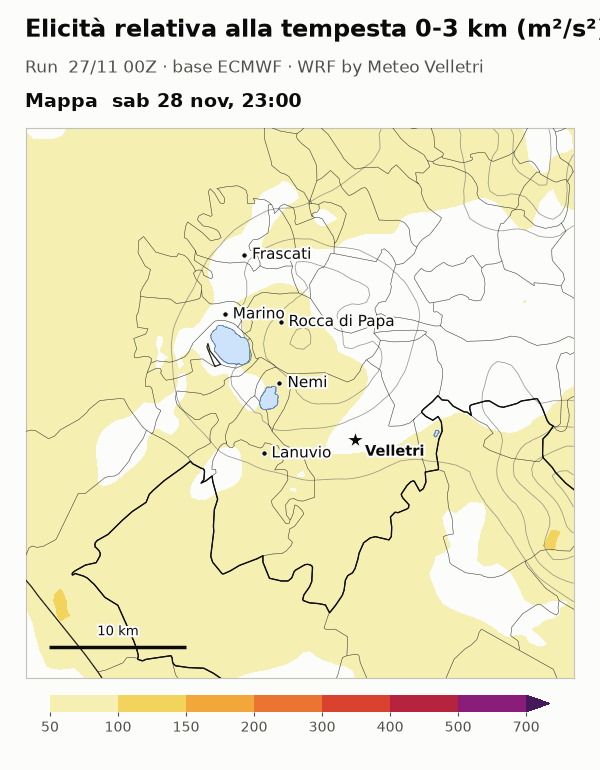 Elicità relativa alla tempesta 0-3 km (m²/s²)
Run 27/11 00Z · base ECMWF · WRF by Meteo Velletri
Mappa sab 28 nov, 23:00
Frascati
Marino
Rocca di Papa
Nemi
Velletri
Lanuvio
10 km
50 100 150 200 300 400 500 700